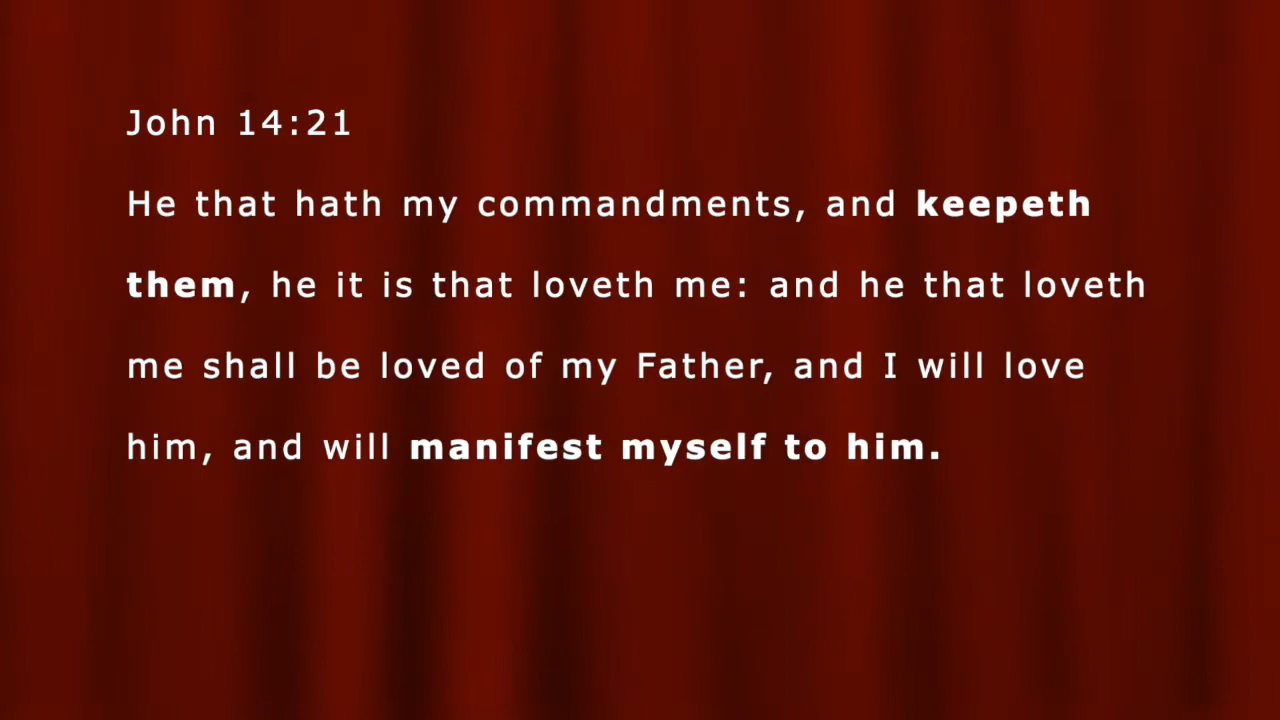 John 14:21
He that hath my commandments, and keepeth
them, he it is that loveth me: and he that loveth
me shall be loved of my Father, and I will love
him, and will manifest myself to him.